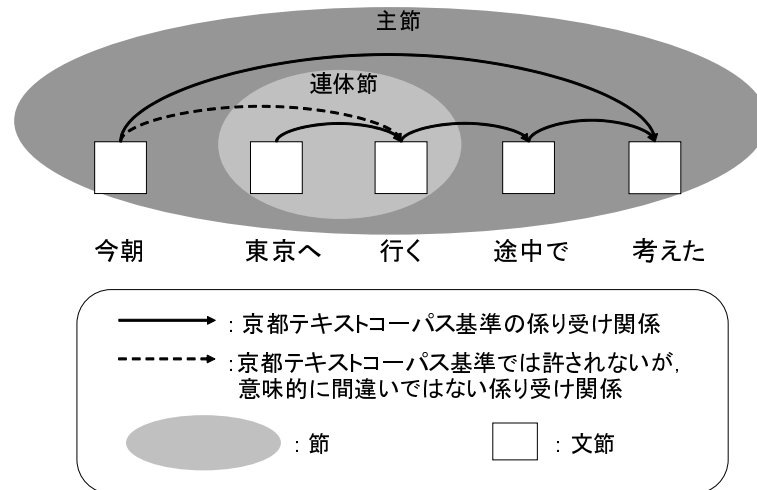 主節
連体節
今朝 東京へ 行く 途中で 考えた
：京都テキストコーパス基準の係り受け関係
：京都テキストコーパス基準では許されないが，
意味的に間違いではない係り受け関係
：節 ：文節